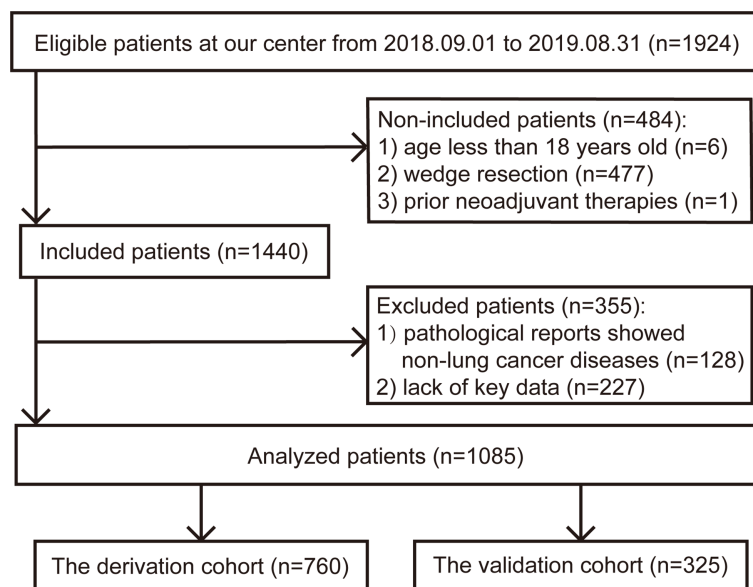 Eligible patients at our center from 2018.09.01 to 2019.08.31 (n=1924)
Non-included patients (n=484):
1) age less than 18 years old (n=6)
2) wedge resection (n=477)
3) prior neoadjuvant therapies (n=1)
Included patients (n=1440)
Excluded patients (n=355):
1) pathological reports showed
non-lung cancer diseases (n=128)
2) lack of key data (n=227)
Analyzed patients (n=1085)
The derivation cohort (n=760)
The validation cohort (n=325)